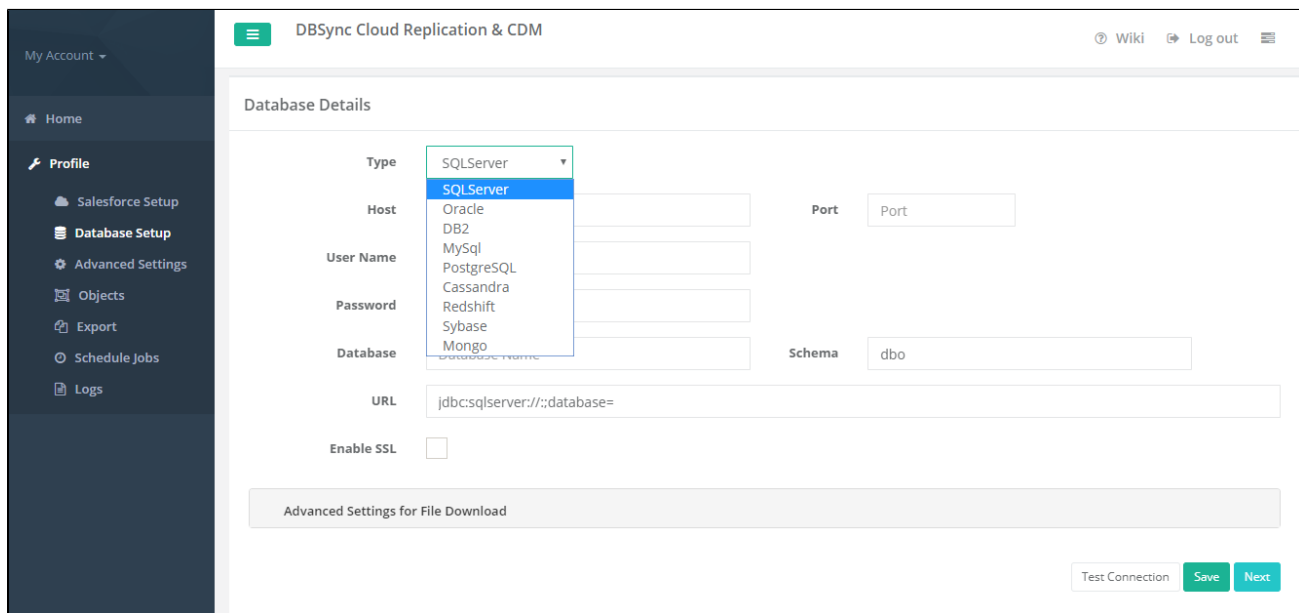 DBSync Cloud Replication & CDM
Wiki
Log out
My Account
Home
Profile
Salesforce Setup
Database Setup
Advanced Settings
Objects
Export
Schedule Jobs
Logs
Database Details
Type
SQLServer
SQLServer
Oracle
DB2
MySql
PostgreSQL
Cassandra
Redshift
Sybase
Mongo
Host
Port
Port
User Name
Password
Database
Database Name
Schema
dbo
URL
jdbc:sqlserver://:;database=
Enable SSL
Advanced Settings for File Download
Test Connection
Save
Next